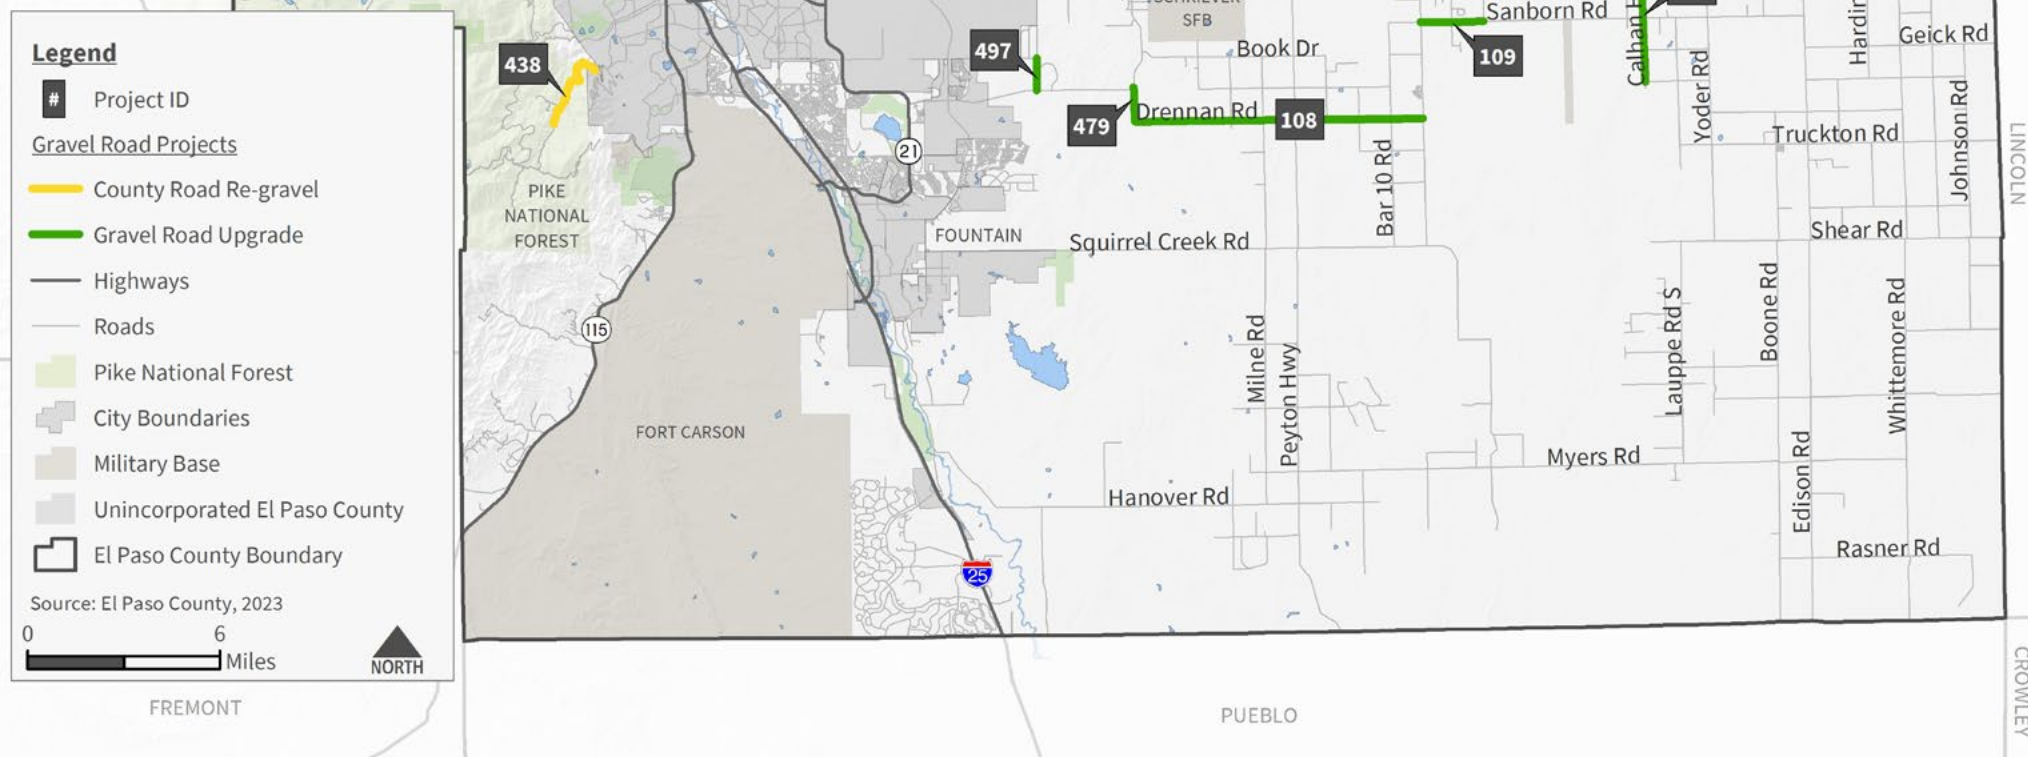 Legend
# Project ID
Gravel Road Projects
County Road Re-gravel
Gravel Road Upgrade
Highways
Roads
Pike National Forest
City Boundaries
Military Base
Unincorporated El Paso County
El Paso County Boundary
Source: El Paso County, 2023
0 6
Miles
NORTH
SFB
Sanborn Rd
Book Dr
Geick Rd
438
497
109
Calhan
Yoder Rd
Hardin
479
Drennan Rd
108
21
Truckton Rd
Johnson Rd
LINCOLN
PIKE
NATIONAL
FOREST
Bar 10 Rd
FOUNTAIN
Squirrel Creek Rd
Shear Rd
115
Milne Rd
Peyton Hwy
Lauppe Rd S
Boone Rd
Whittemore Rd
FORT CARSON
Myers Rd
Hanover Rd
Edison Rd
Rasner Rd
25
FREMONT
PUEBLO
CROWLEY